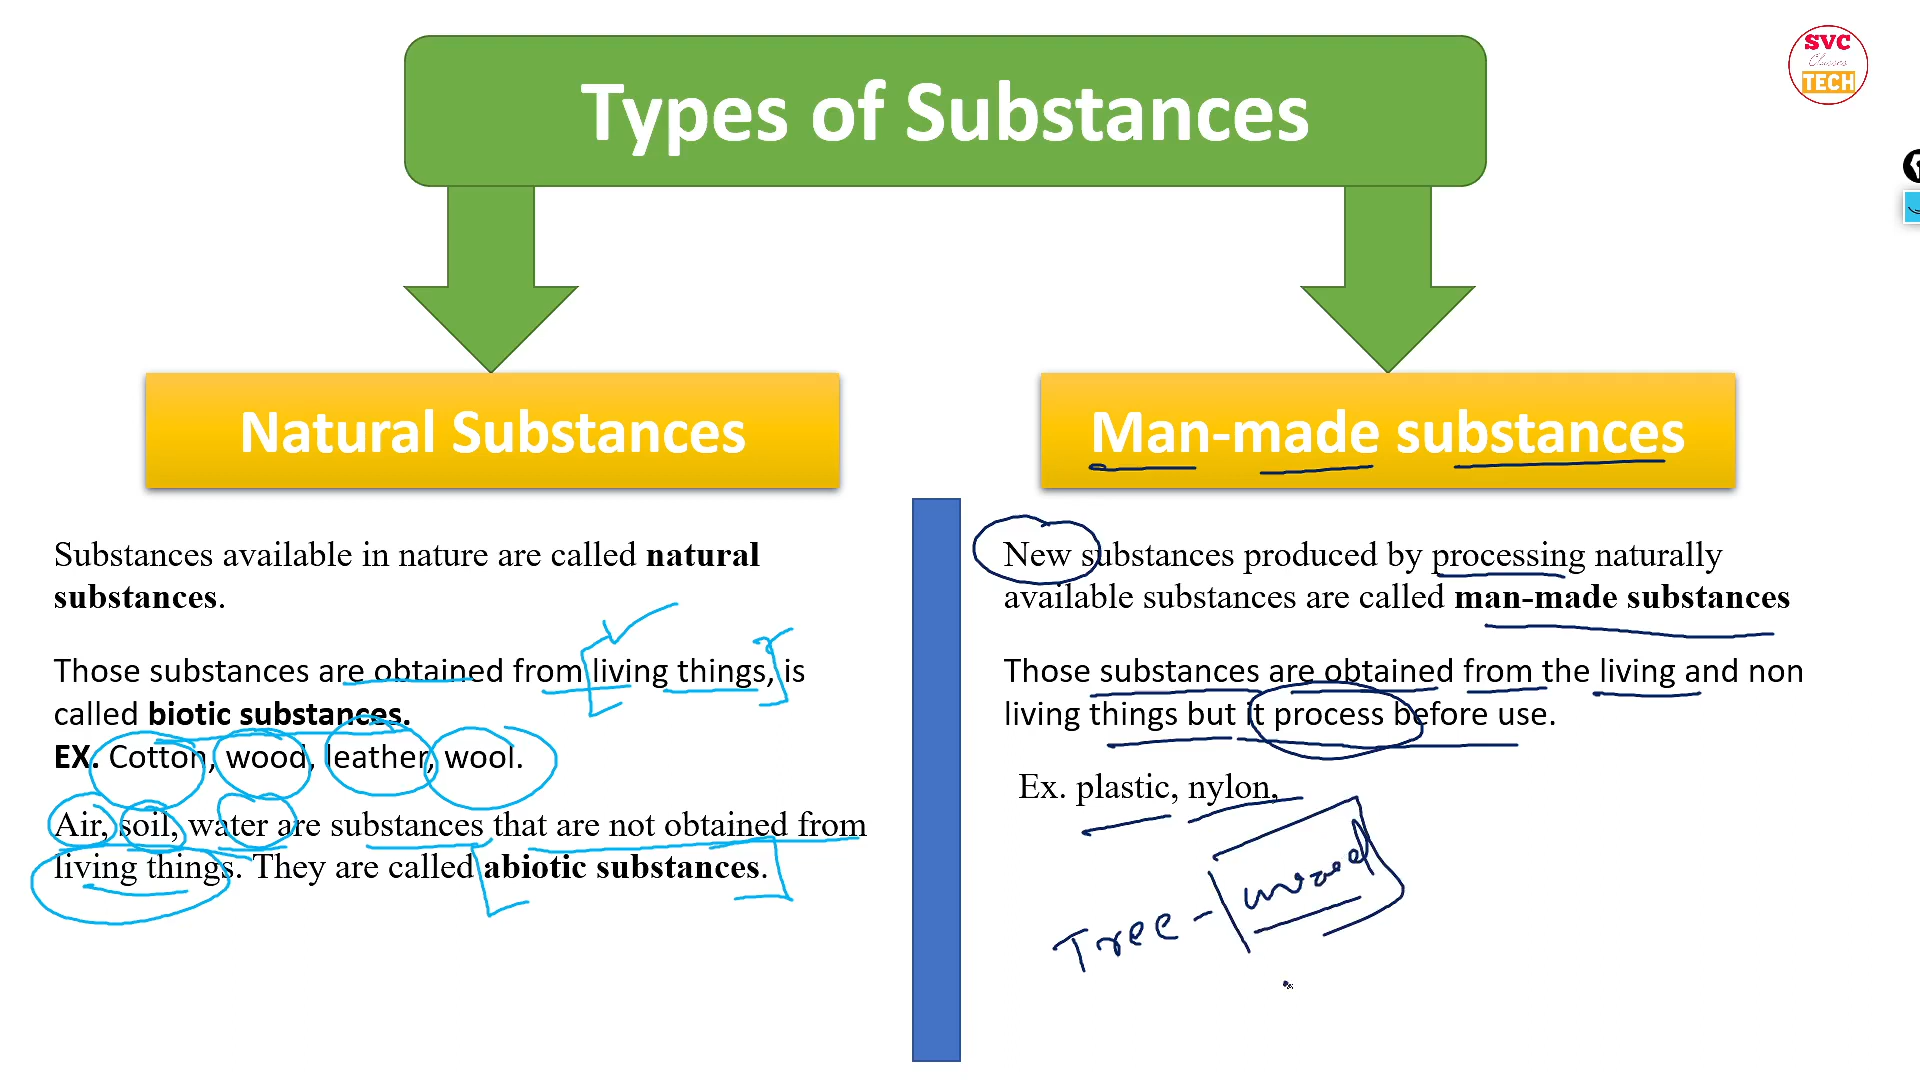 SVC
Classes
TECH
Types of Substances
Natural Substances
Man-made substances
Substances available in nature are called natural
substances.
Those substances are obtained from living things, is
called biotic substances.
EX. Cotton, wood, leather, wool.
Air, soil, water are substances that are not obtained from
living things. They are called abiotic substances.
New substances produced by processing naturally
available substances are called man-made substances
Those substances are obtained from the living and non
living things but it process before use.
Ex. plastic, nylon,
Tree - wood